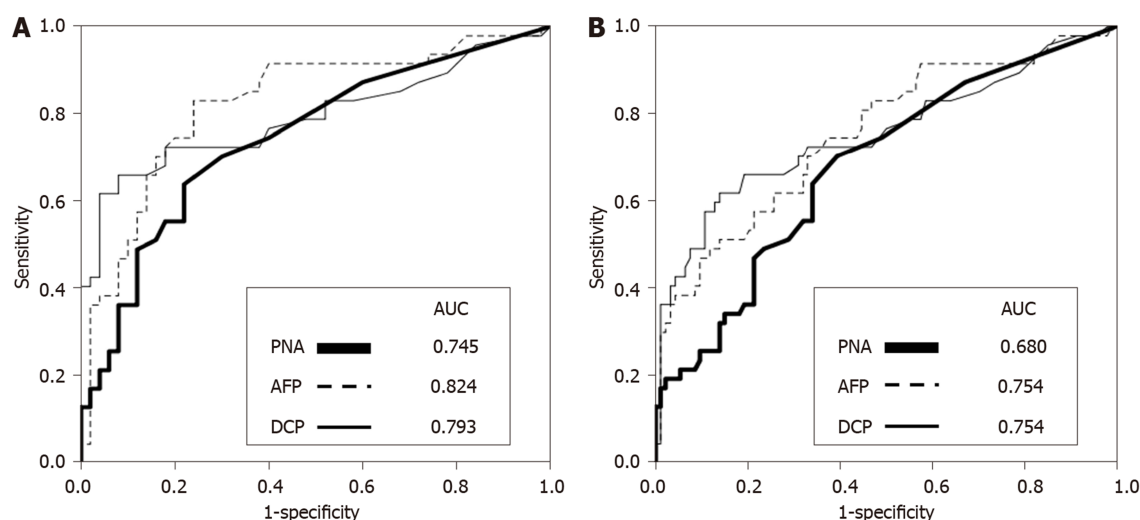 A
1.0
0.8
0.6
0.4
0.2
0.0
Sensitivity
AUC
PNA 0.745
AFP 0.824
DCP 0.793
0.0 0.2 0.4 0.6 0.8 1.0
1-specificity
B
1.0
0.8
0.6
0.4
0.2
0.0
Sensitivity
AUC
PNA 0.680
AFP 0.754
DCP 0.754
0.0 0.2 0.4 0.6 0.8 1.0
1-specificity